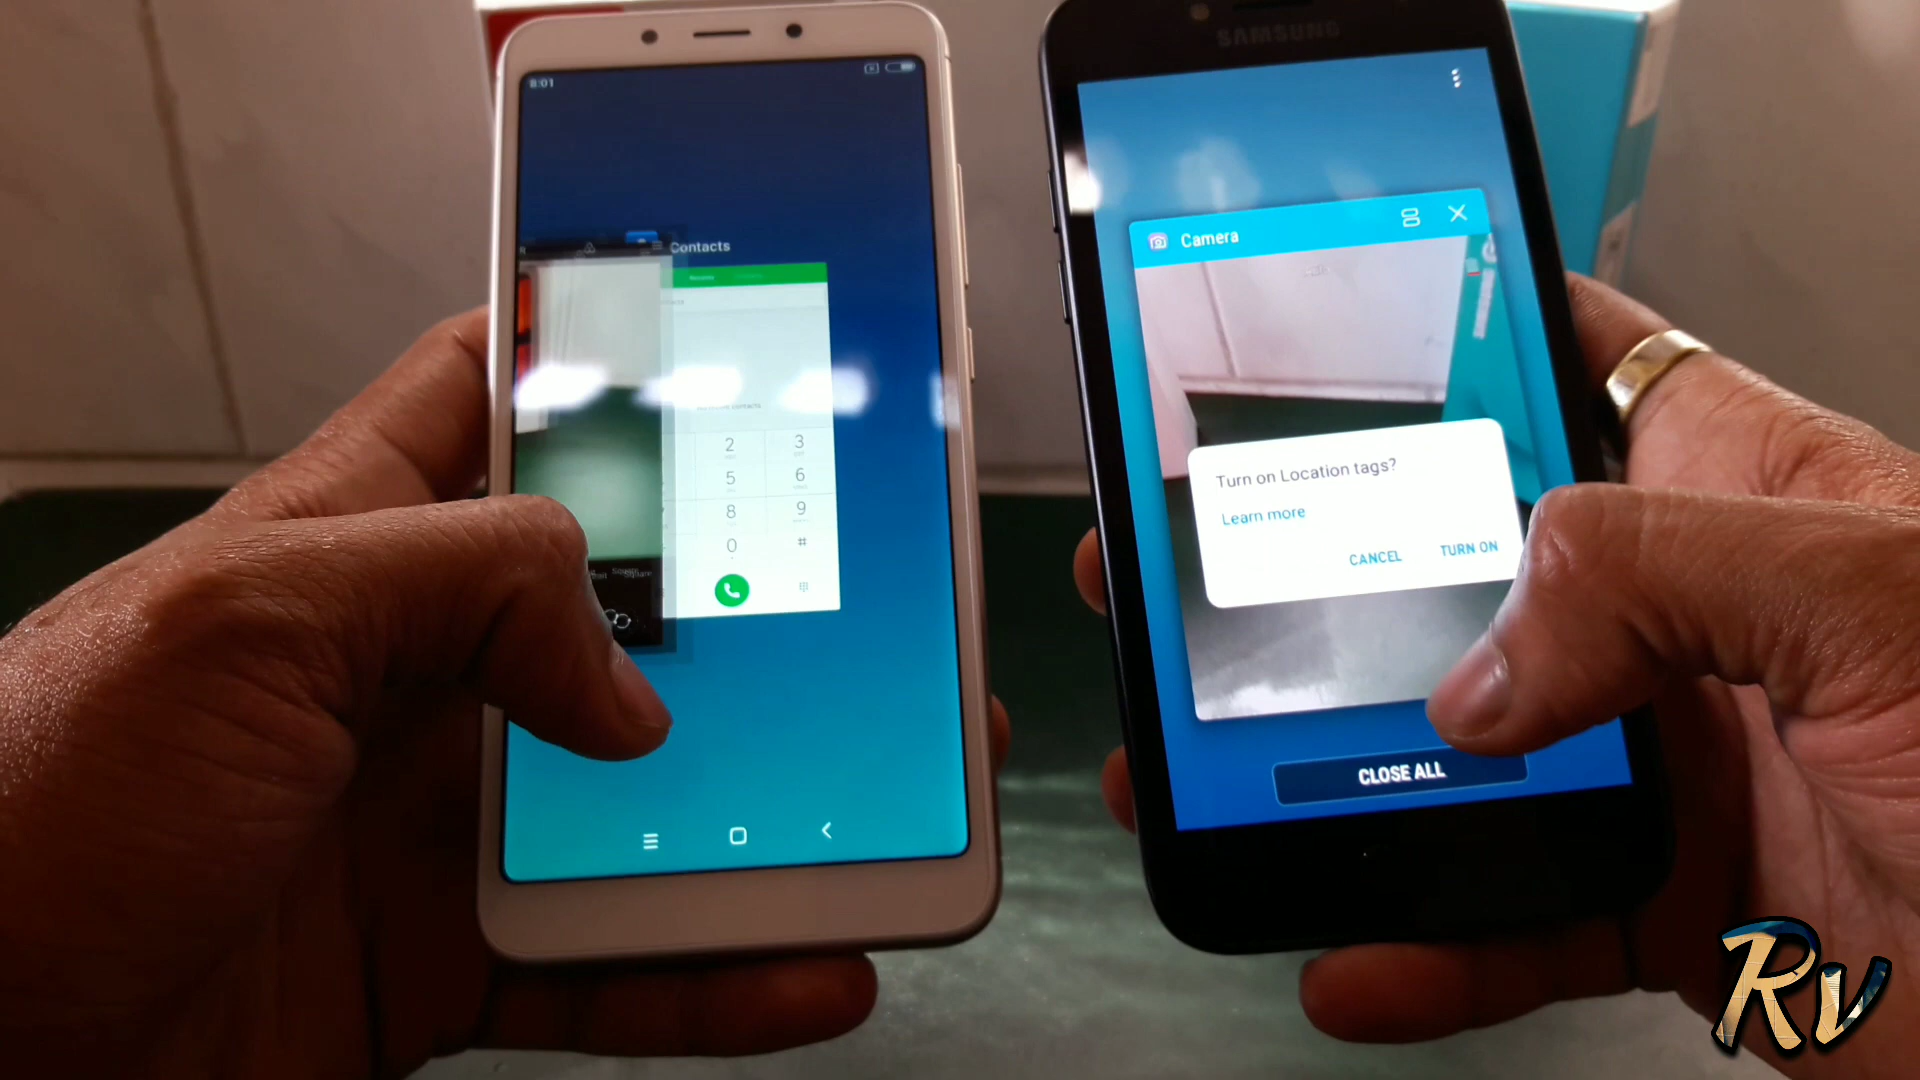 8:01
Contacts
2
3
5
6
8
9
0
#
Square
SAMSUNG
Camera
Turn on Location tags?
Learn more
CANCEL
TURN ON
CLOSE ALL
Rv